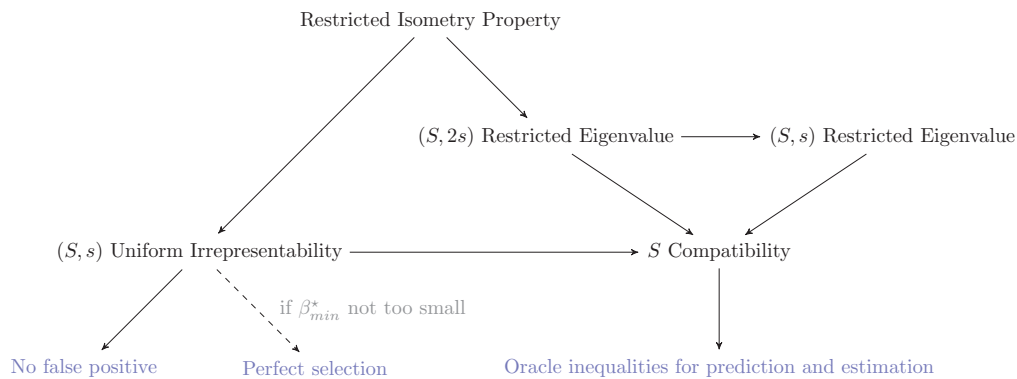 Restricted Isometry Property
(S, 2s) Restricted Eigenvalue
(S, s) Restricted Eigenvalue
(S, s) Uniform Irrepresentability
S Compatibility
if β⋆min not too small
No false positive
Perfect selection
Oracle inequalities for prediction and estimation